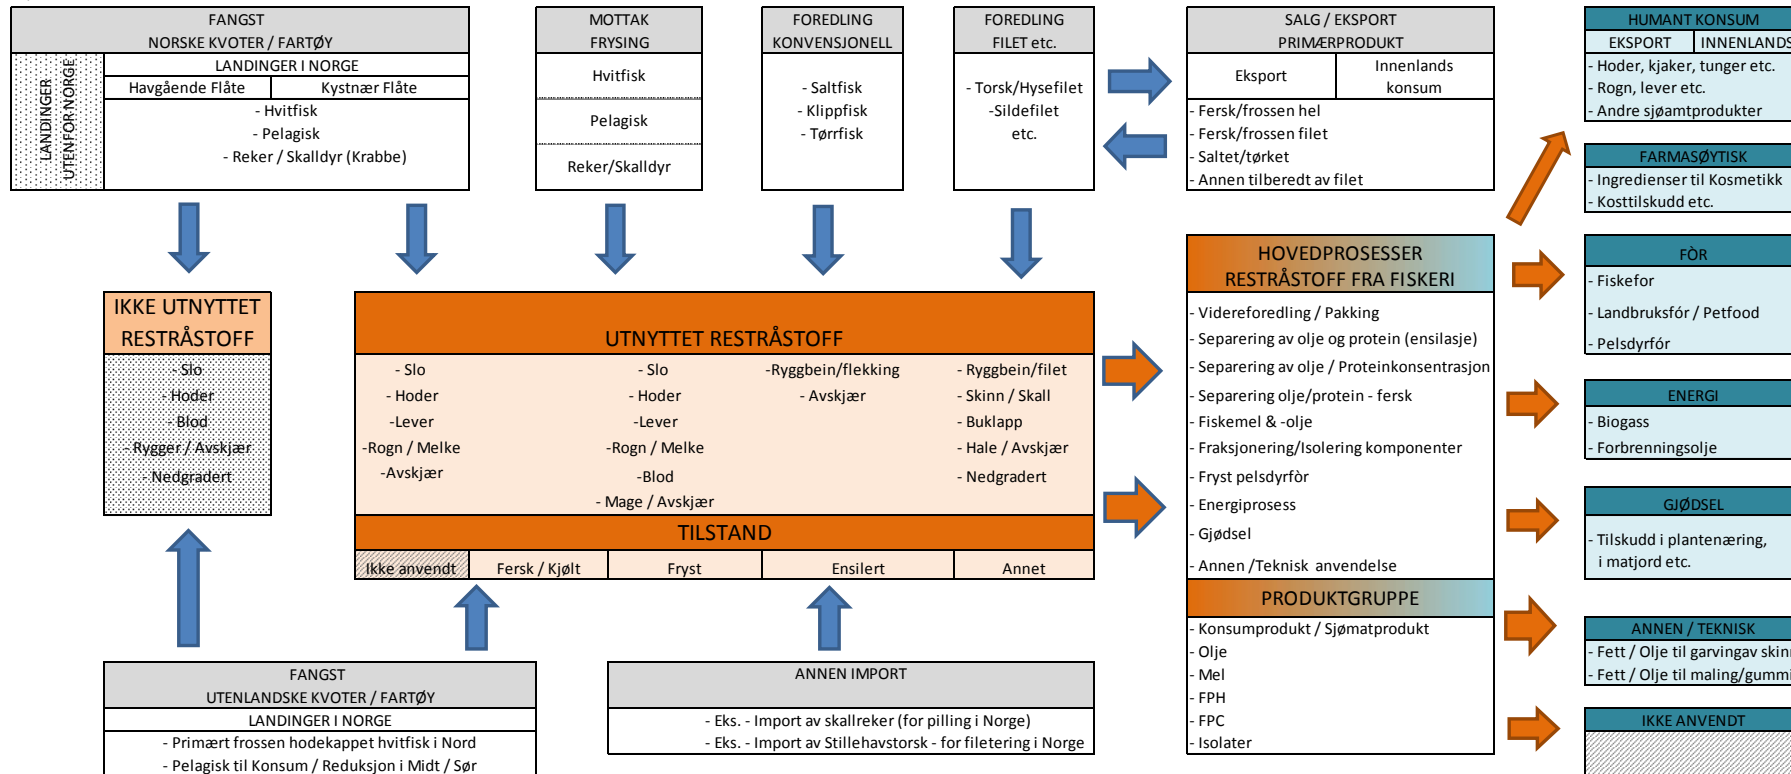 FANGST
NORSKE KVOTER / FARTØY
LANDINGER
UTENFOR NORGE
LANDINGER I NORGE
Havgående Flåte
Kystnær Flåte
- Hvitfisk
- Pelagisk
- Reker / Skalldyr (Krabbe)
MOTTAK
FRYSING
Hvitfisk
Pelagisk
Reker/Skalldyr
FOREDLING
KONVENSJONELL
- Saltfisk
- Klippfisk
- Tørrfisk
FOREDLING
FILET etc.
- Torsk/Hysefilet
-Sildefilet
etc.
SALG / EKSPORT
PRIMÆRPRODUKT
Eksport
Innenlands
konsum
- Fersk/frossen hel
- Fersk/frossen filet
- Saltet/tørket
- Annen tilberedt av filet
HUMANT KONSUM
EKSPORT
INNENLANDS
- Hoder, kjaker, tunger etc.
- Rogn, lever etc.
- Andre sjøamtprodukter
FARMASØYTISK
- Ingredienser til Kosmetikk
- Kosttilskudd etc.
IKKE UTNYTTET
RESTRÅSTOFF
- Slo
- Hoder
- Blod
- Rygger / Avskjær
- Nedgradert
UTNYTTET RESTRÅSTOFF
- Slo
- Hoder
-Lever
-Rogn / Melke
-Avskjær
- Slo
- Hoder
-Lever
-Rogn / Melke
-Blod
- Mage / Avskjær
-Ryggbein/flekking
- Avskjær
- Ryggbein/filet
- Skinn / Skall
- Buklapp
- Hale / Avskjær
- Nedgradert
TILSTAND
Ikke anvendt
Fersk / Kjølt
Fryst
Ensilert
Annet
HOVEDPROSESSER
RESTRÅSTOFF FRA FISKERI
- Videreforedling / Pakking
- Separering av olje og protein (ensilasje)
- Separering av olje / Proteinkonsentrasjon
- Separering olje/protein - fersk
- Fiskemel & -olje
- Fraksjonering/Isolering komponenter
- Fryst pelsdyrfòr
- Energiprosess
- Gjødsel
- Annen /Teknisk anvendelse
PRODUKTGRUPPE
- Konsumprodukt / Sjømatprodukt
- Olje
- Mel
- FPH
- FPC
- Isolater
FÒR
- Fiskefor
- Landbruksfór / Petfood
- Pelsdyrfór
ENERGI
- Biogass
- Forbrenningsolje
GJØDSEL
- Tilskudd i plantenæring,
i matjord etc.
ANNEN / TEKNISK
- Fett / Olje til garvingav skinn
- Fett / Olje til maling/gummi
IKKE ANVENDT
FANGST
UTENLANDSKE KVOTER / FARTØY
LANDINGER I NORGE
- Primært frossen hodekappet hvitfisk i Nord
- Pelagisk til Konsum / Reduksjon i Midt / Sør
ANNEN IMPORT
- Eks. - Import av skallreker (for pilling i Norge)
- Eks. - Import av Stillehavstorsk - for filetering i Norge